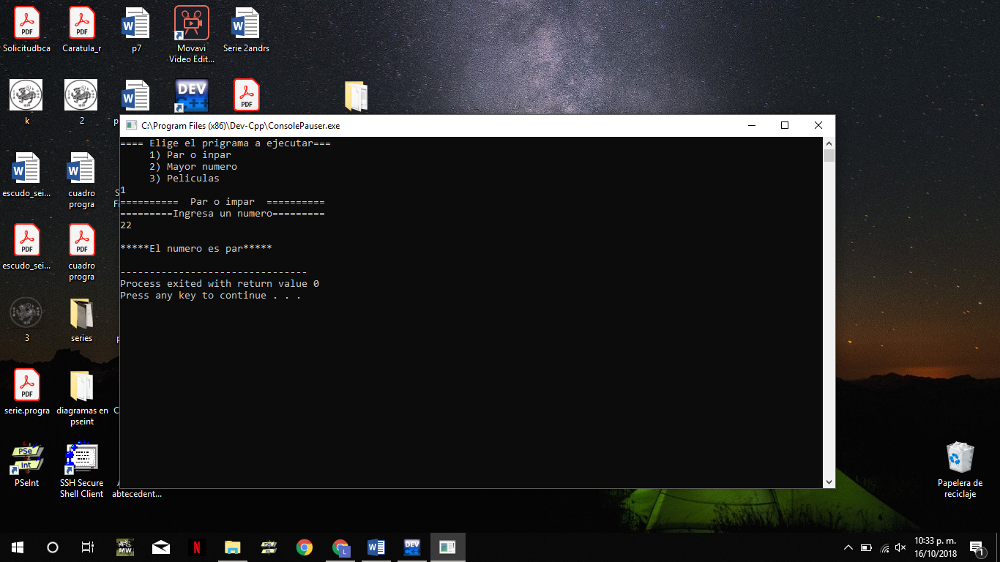 Solicitudbca
Caratula_r
p7
Movavi
Video Edit...
Serie 2andrs
k
2
DEV
C++
PDF
C:\Program Files (x86)\Dev-Cpp\ConsolePauser.exe
==== Elige el prigrama a ejecutar===
1) Par o inpar
2) Mayor numero
3) Peliculas
1
==========  Par o impar  ==========
=========Ingresa un numero=========
22
*****El numero es par*****
--------------------------------
Process exited with return value 0
Press any key to continue . . .
escudo_sei...
cuadro
progra
escudo_sei...
cuadro
progra
3
series
serie.progra
diagramas en
pseint
PSeInt
SSH Secure
Shell Client
abtecedent...
Papelera de
reciclaje
10:33 p. m.
16/10/2018
1